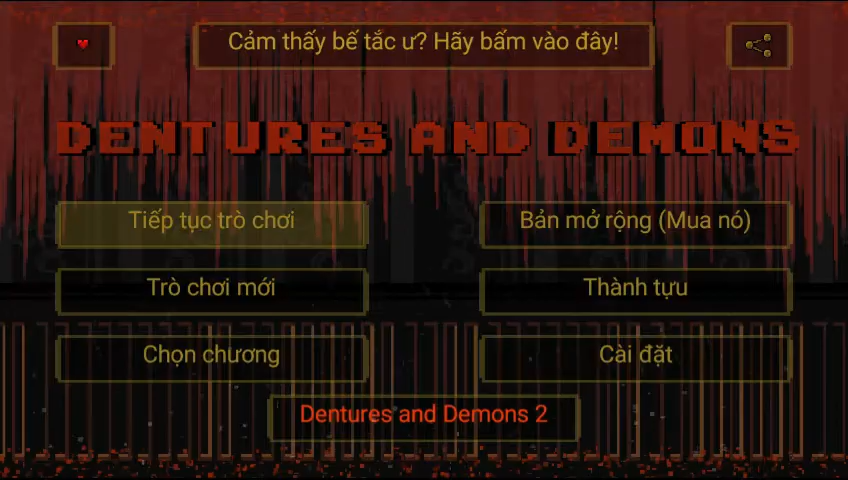 Cảm thấy bế tắc ư? Hãy bấm vào đây!
DENTURES AND DEMONS
Tiếp tục trò chơi
Bản mở rộng (Mua nó)
Trò chơi mới
Thành tựu
Chọn chương
Cài đặt
Dentures and Demons 2